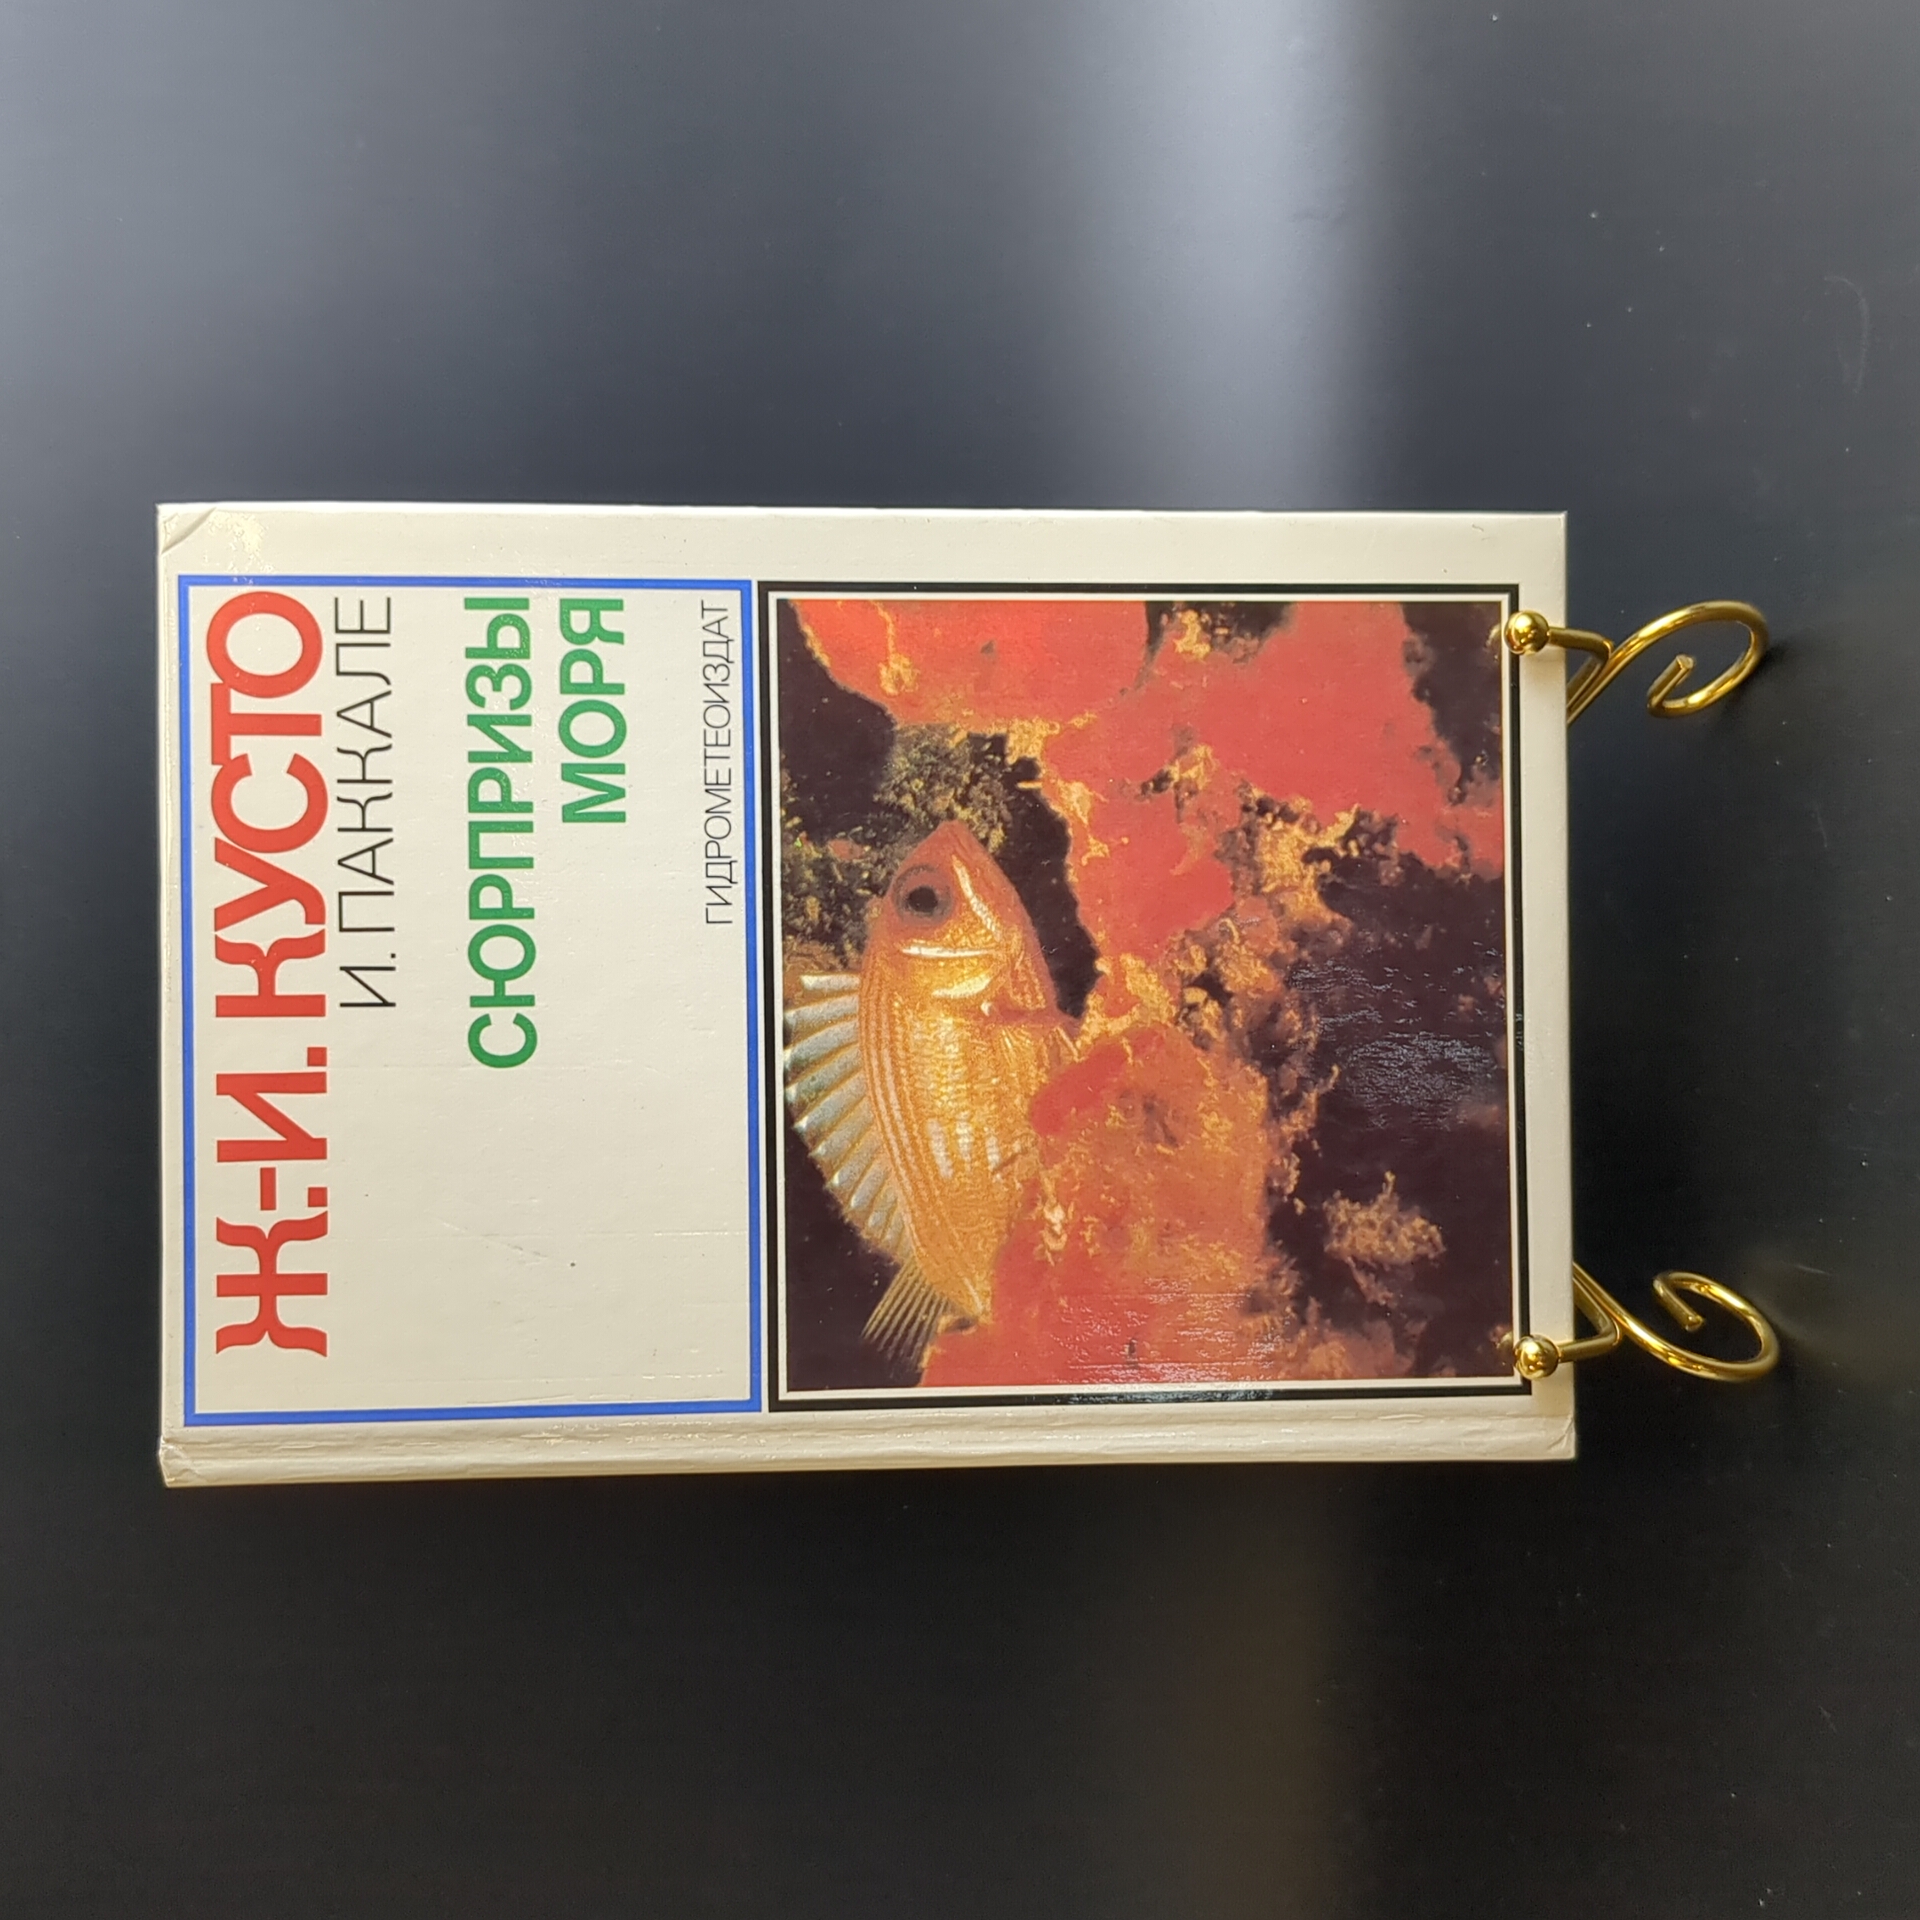 Ж.-И. КУСТО
И. ПАККАЛЕ
СЮРПРИЗЫ
МОРЯ
ГИДРОМЕТЕОИЗДАТ